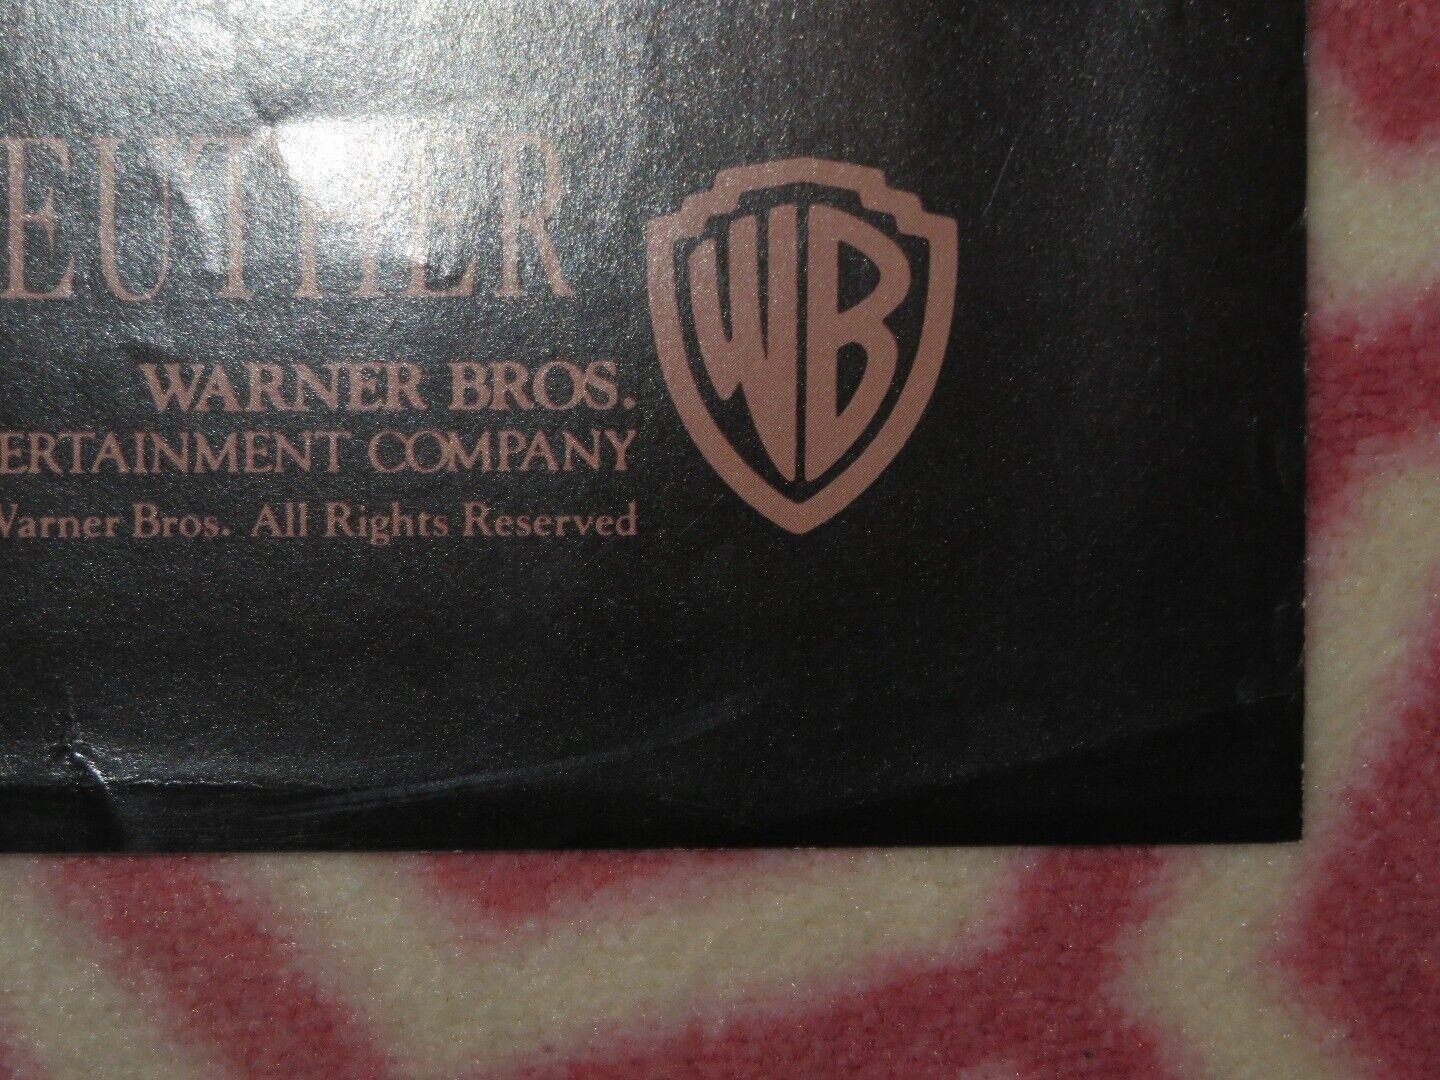 EUTHER
WARNER BROS.
ERTAINMENT COMPANY
Warner Bros. All Rights Reserved
WB